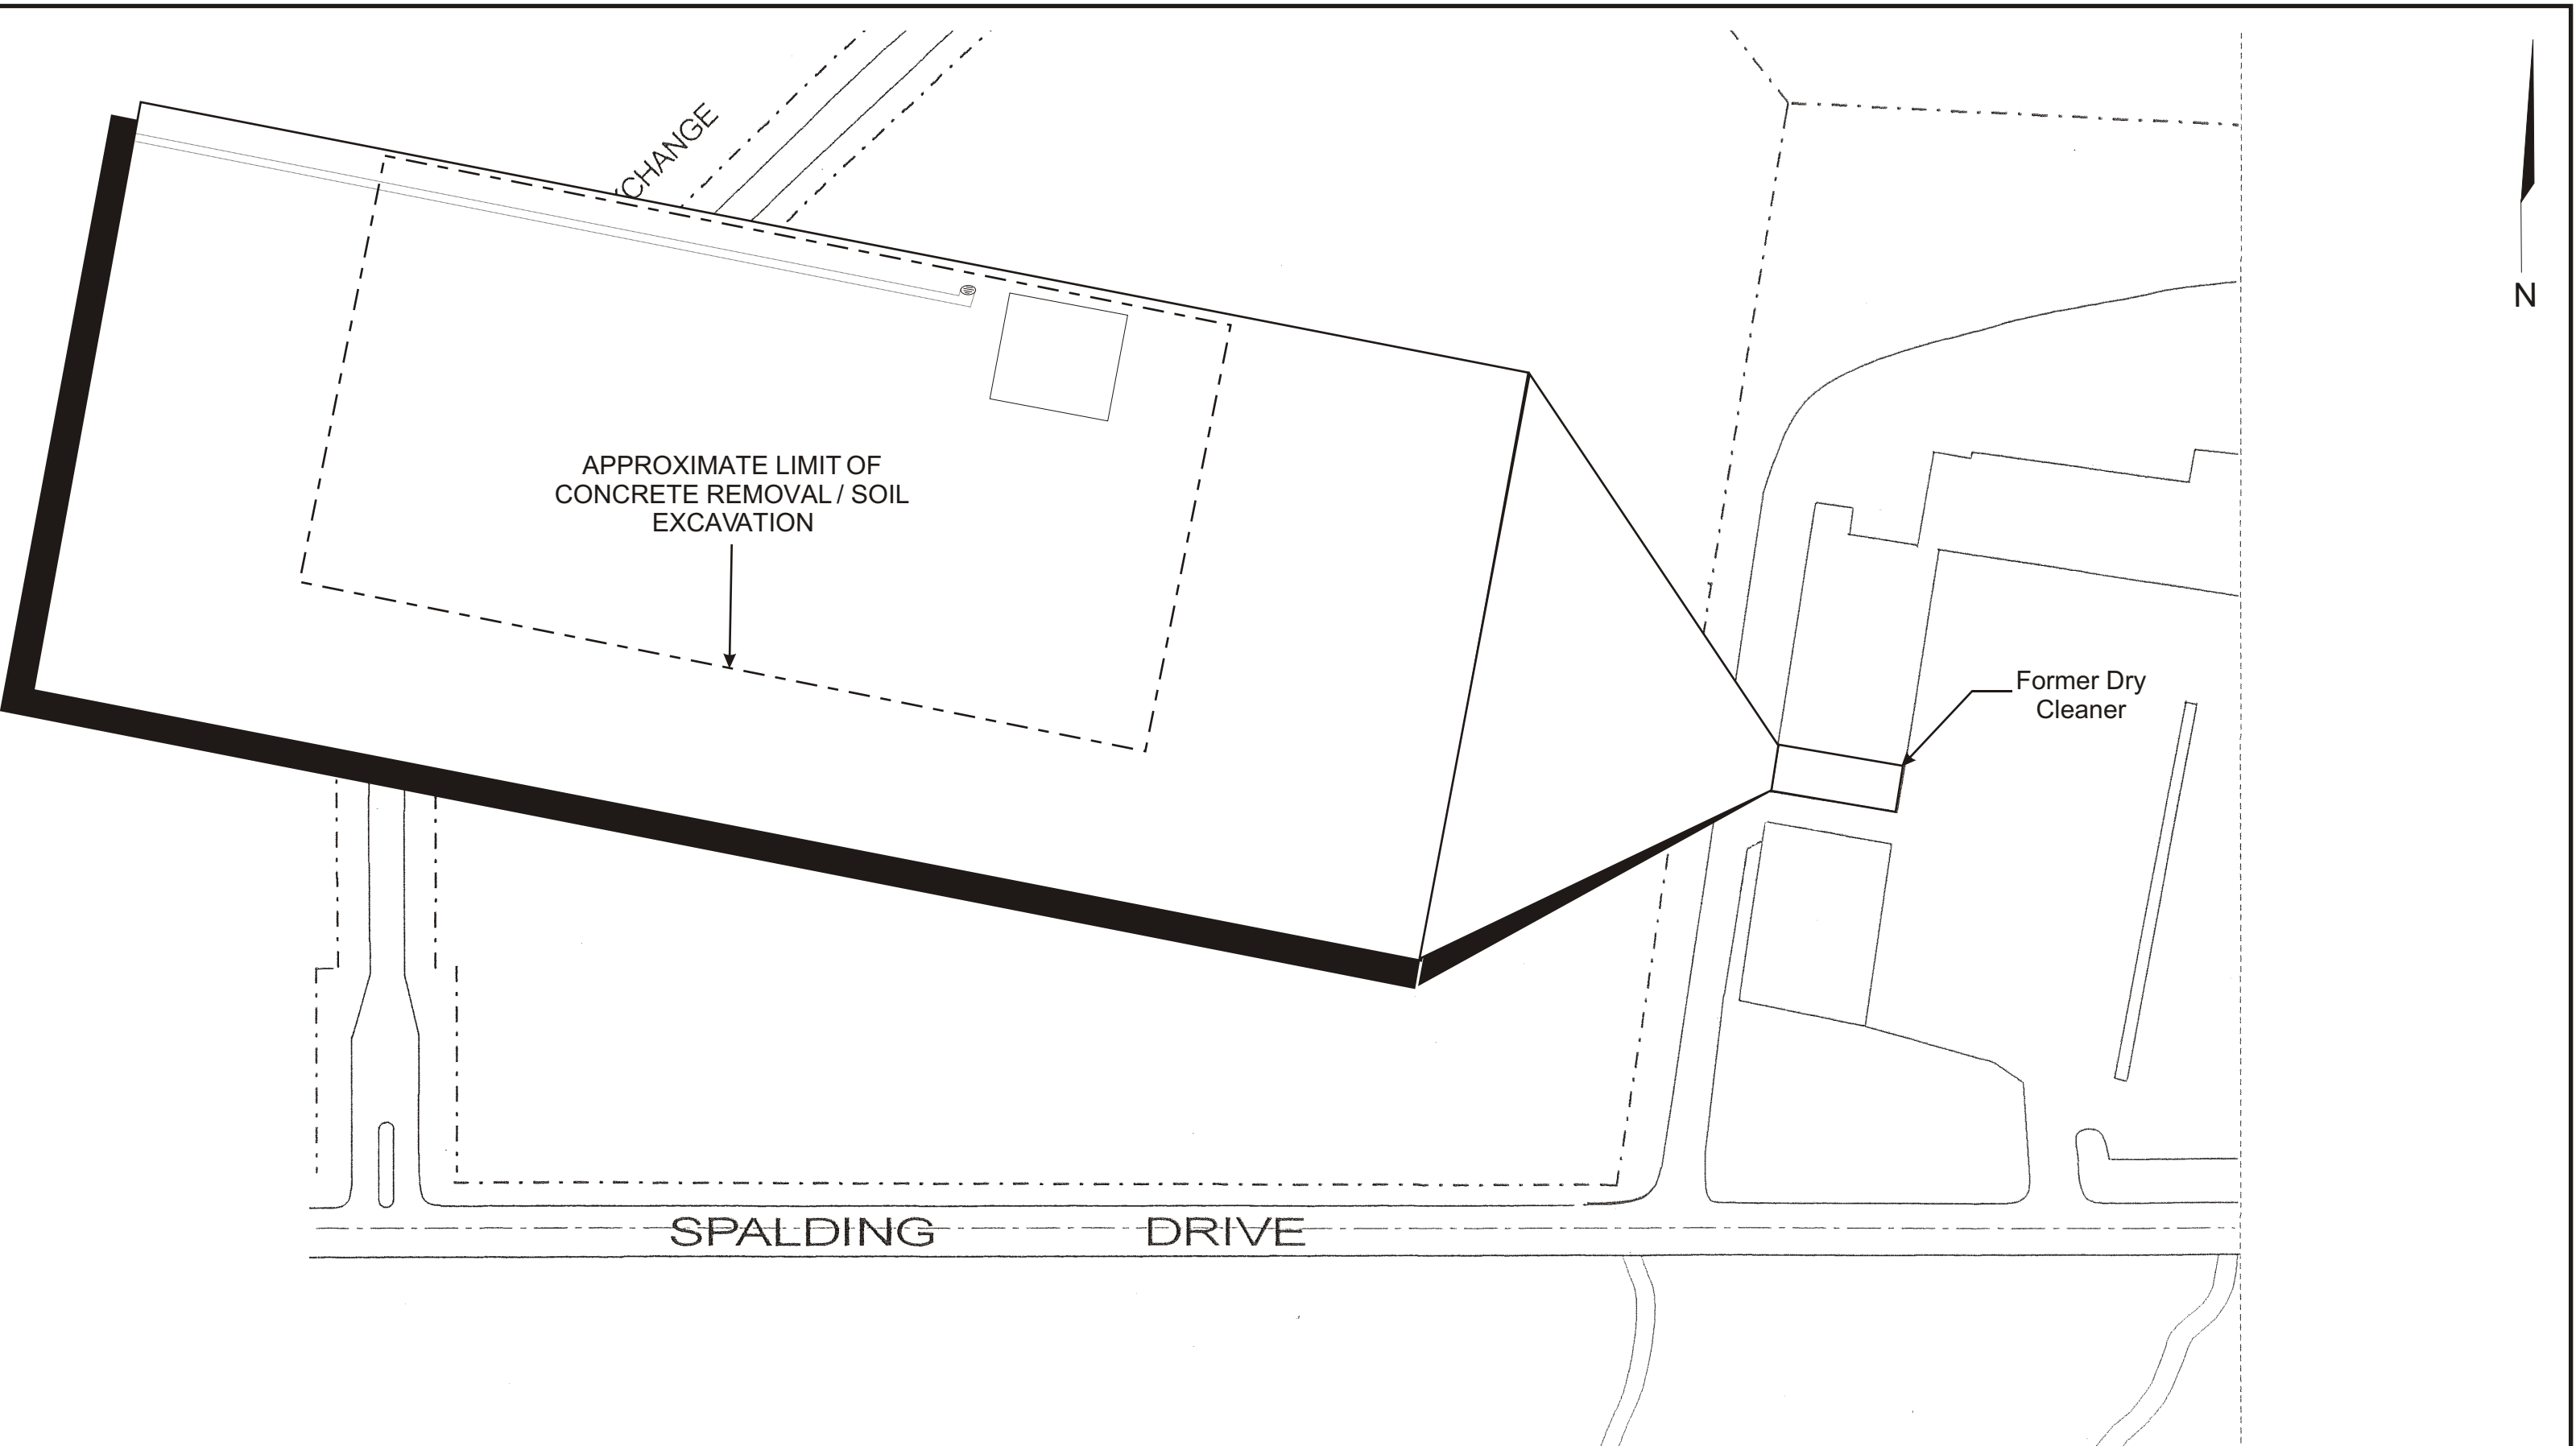 CHANGE
N
APPROXIMATE LIMIT OF
CONCRETE REMOVAL / SOIL
EXCAVATION
Former Dry
Cleaner
SPALDING DRIVE